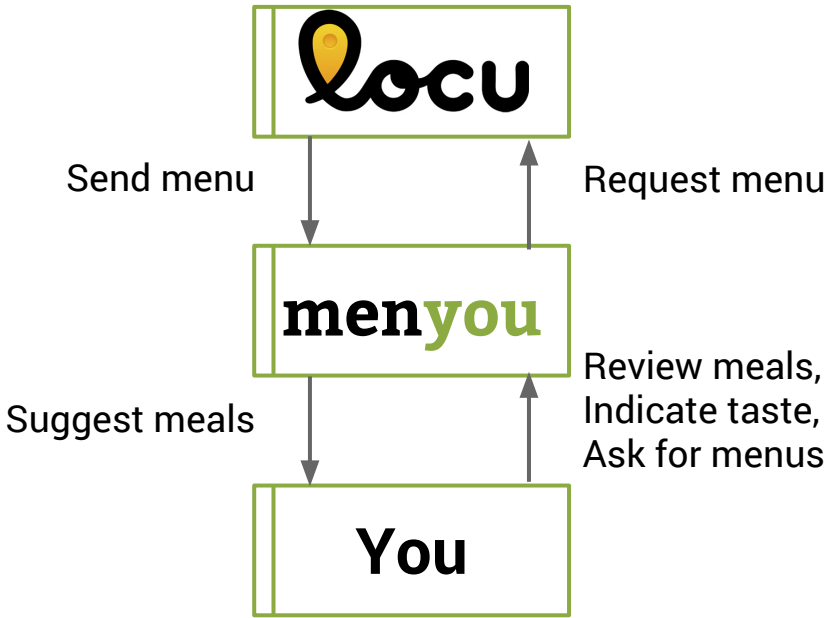 locu
Send menu
Request menu
menyou
Suggest meals
Review meals,
Indicate taste,
Ask for menus
You